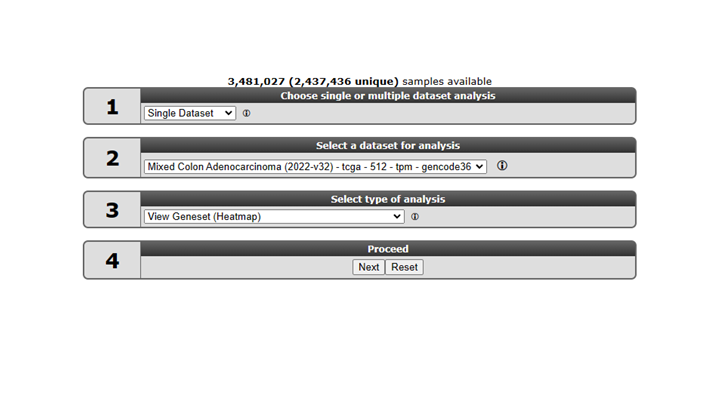 3,481,027 (2,437,436 unique) samples available
1
Choose single or multiple dataset analysis
Single Dataset
2
Select a dataset for analysis
Mixed Colon Adenocarcinoma (2022-v32) - tcga - 512 - tpm - gencode36
3
Select type of analysis
View Geneset (Heatmap)
4
Proceed
Next Reset